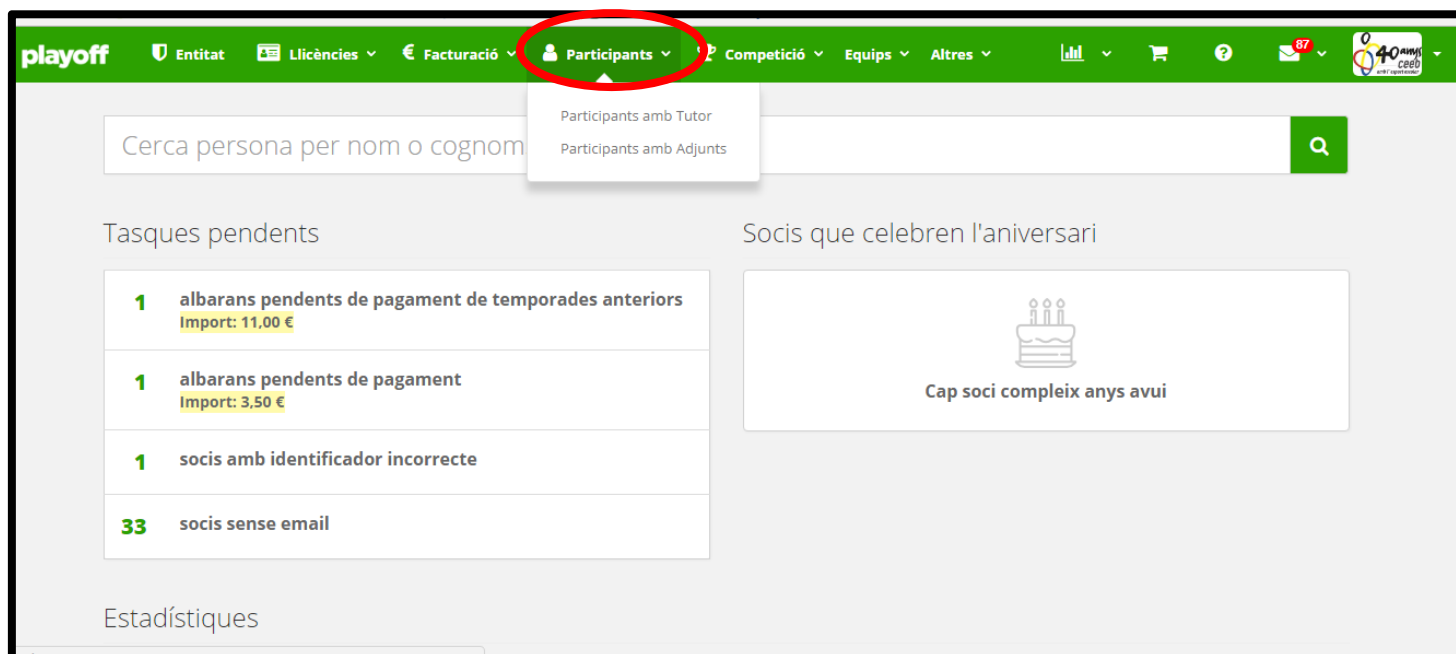 playoff Entitat Llicències € Facturació Participants Competició Equips Altres 87 40 anys ceeb
Participants amb Tutor
Participants amb Adjunts
Cerca persona per nom o cognom
Tasques pendents
Socis que celebren l'aniversari
1 albarans pendents de pagament de temporades anteriors
Import: 11,00 €
1 albarans pendents de pagament
Import: 3,50 €
1 socis amb identificador incorrecte
33 socis sense email
Cap soci compleix anys avui
Estadístiques